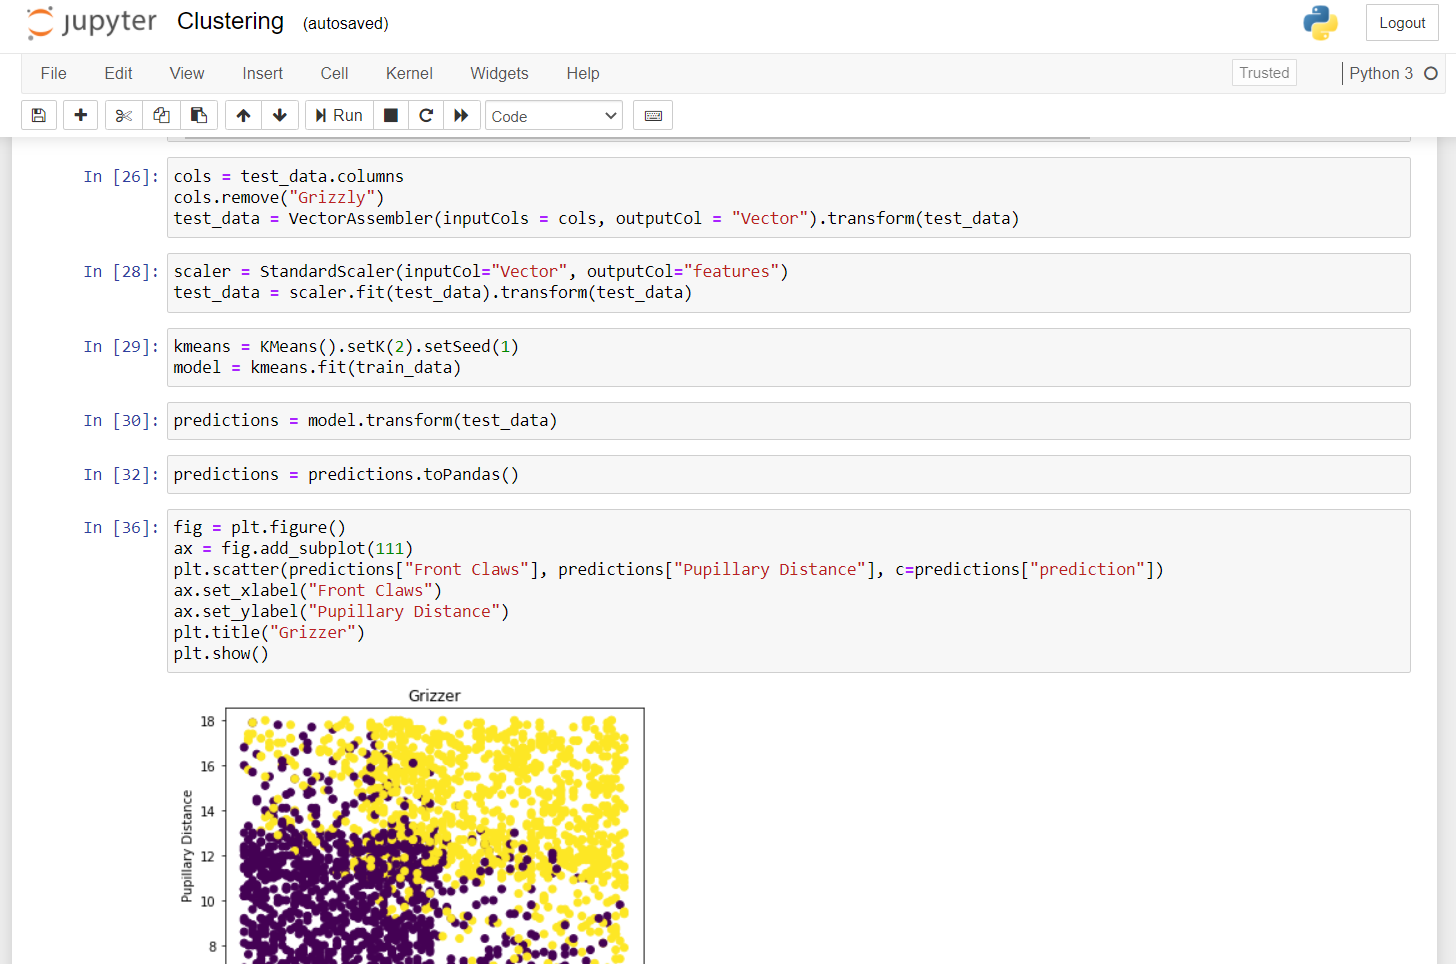 jupyter Clustering (autosaved) Logout
File Edit View Insert Cell Kernel Widgets Help Trusted Python 3
Run Code
In [26]: cols = test_data.columns
cols.remove("Grizzly")
test_data = VectorAssembler(inputCols = cols, outputCol = "Vector").transform(test_data)
In [28]: scaler = StandardScaler(inputCol="Vector", outputCol="features")
test_data = scaler.fit(test_data).transform(test_data)
In [29]: kmeans = KMeans().setK(2).setSeed(1)
model = kmeans.fit(train_data)
In [30]: predictions = model.transform(test_data)
In [32]: predictions = predictions.toPandas()
In [36]: fig = plt.figure()
ax = fig.add_subplot(111)
plt.scatter(predictions["Front Claws"], predictions["Pupillary Distance"], c=predictions["prediction"])
ax.set_xlabel("Front Claws")
ax.set_ylabel("Pupillary Distance")
plt.title("Grizzer")
plt.show()
Grizzer
18
16
14
12
10
8
Pupillary Distance